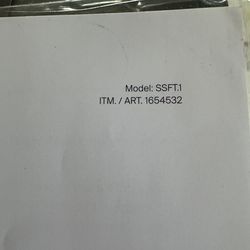 Model: SSFT.1
ITM. / ART. 1654532